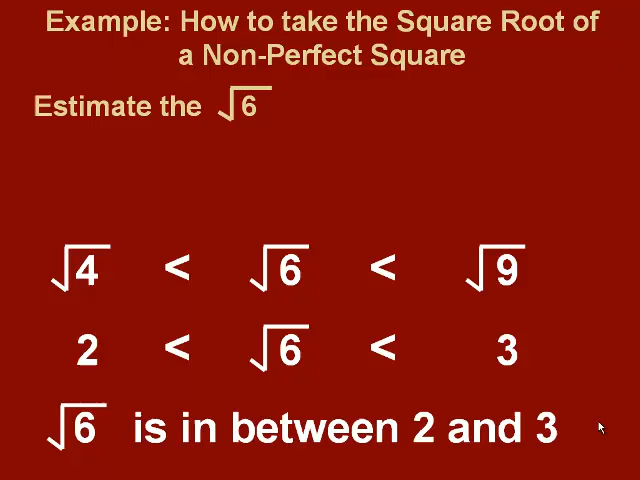 Example: How to take the Square Root of
a Non-Perfect Square
Estimate the √6
√4 < √6 < √9
2 < √6 < 3
√6 is in between 2 and 3